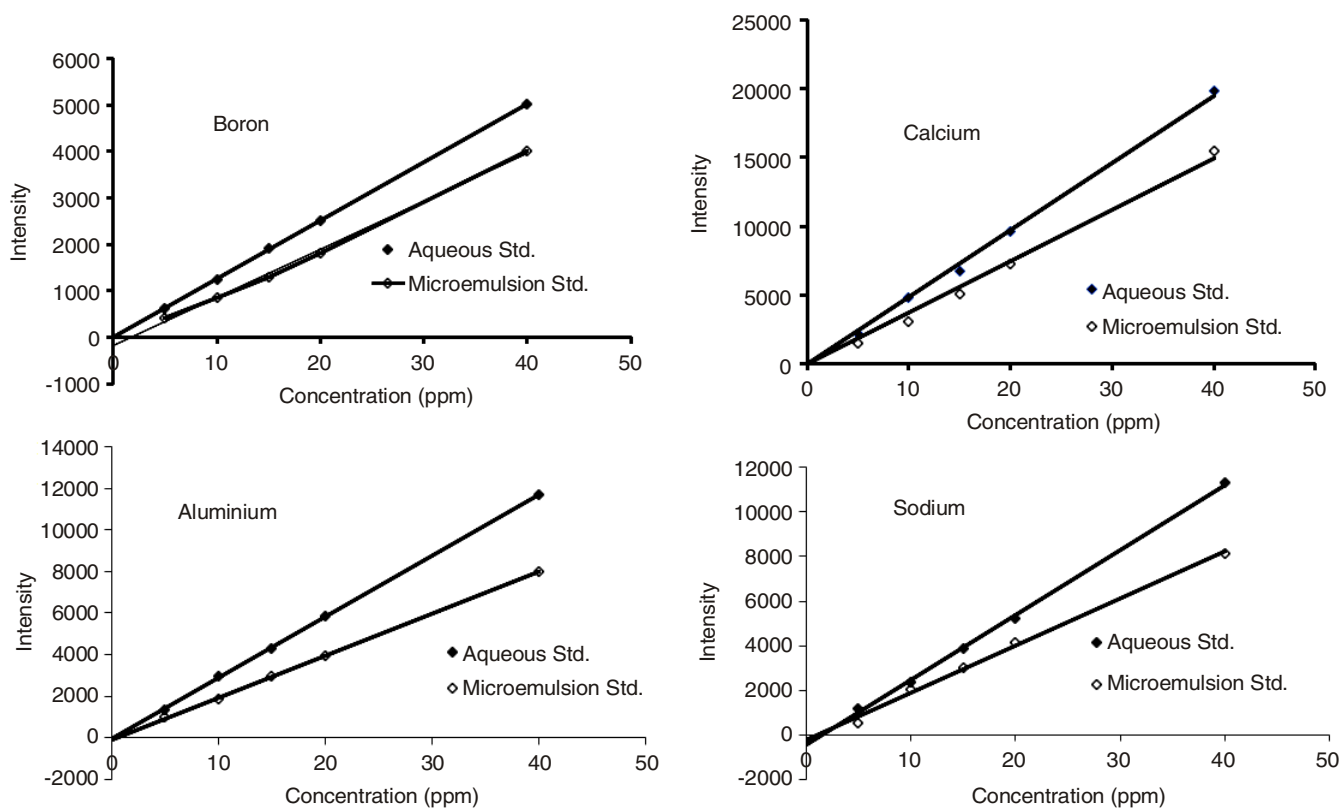 6000
5000
4000
3000
2000
1000
0
-1000
Intensity
Boron
Aqueous Std.
Microemulsion Std.
0 10 20 30 40 50
Concentration (ppm)
25000
20000
15000
10000
5000
0
Intensity
Calcium
Aqueous Std.
Microemulsion Std.
0 10 20 30 40 50
Concentration (ppm)
14000
12000
10000
8000
6000
4000
2000
0
-2000
Intensity
Aluminium
Aqueous Std.
Microemulsion Std.
0 10 20 30 40 50
Concentration (ppm)
12000
10000
8000
6000
4000
2000
0
-2000
Intensity
Sodium
Aqueous Std.
Microemulsion Std.
0 10 20 30 40 50
Concentration (ppm)